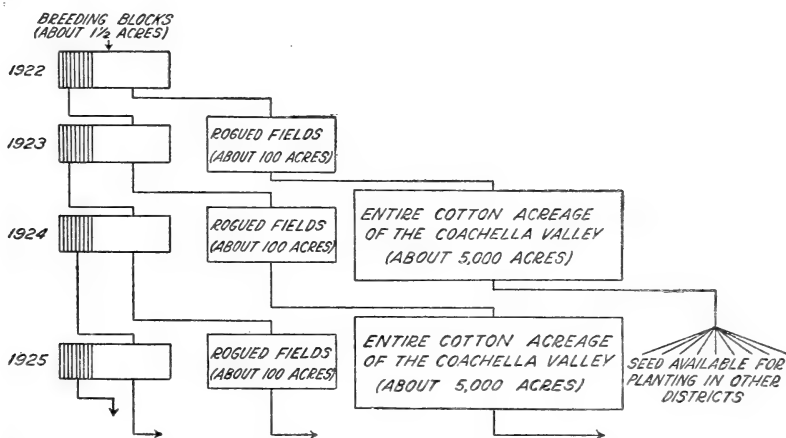 BREEDING BLOCKS
(ABOUT 1½ ACRES)
1922
1923
ROGUED FIELDS
(ABOUT 100 ACRES)
1924
ROGUED FIELDS
(ABOUT 100 ACRES)
ENTIRE COTTON ACREAGE
OF THE COACHELLA VALLEY
(ABOUT 5,000 ACRES)
1925
ROGUED FIELDS
(ABOUT 100 ACRES)
ENTIRE COTTON ACREAGE
OF THE COACHELLA VALLEY
(ABOUT 5,000 ACRES)
SEED AVAILABLE FOR
PLANTING IN OTHER
DISTRICTS